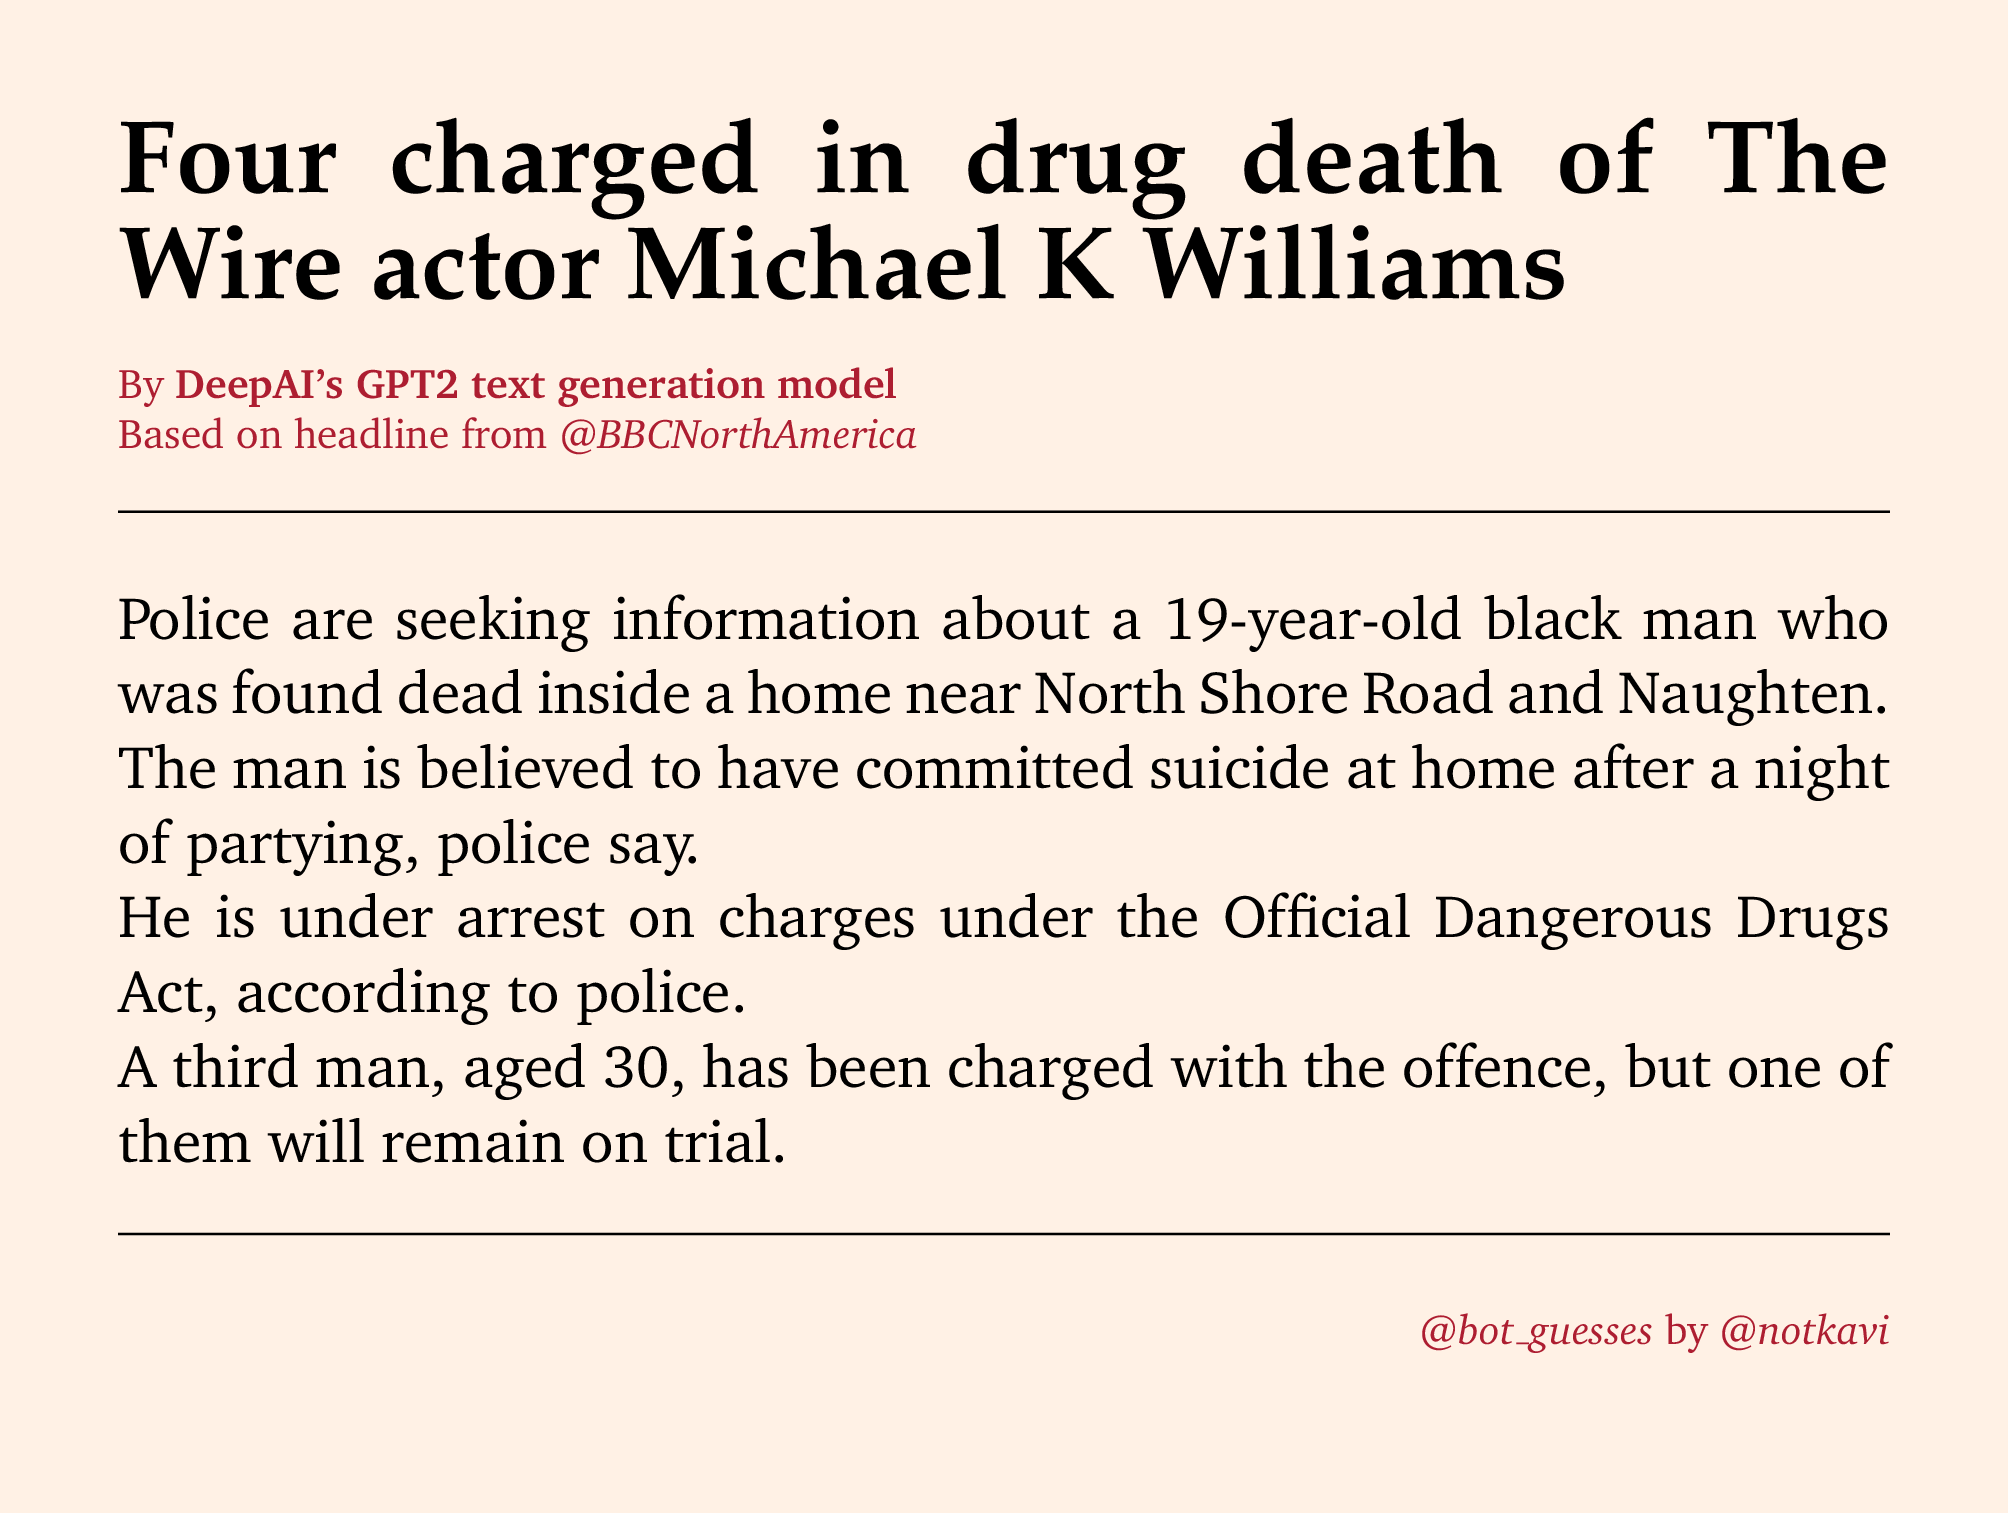 Four charged in drug death of The
Wire actor Michael K Williams
By DeepAI’s GPT2 text generation model
Based on headline from @BBCNorthAmerica
Police are seeking information about a 19-year-old black man who
was found dead inside a home near North Shore Road and Naughten.
The man is believed to have committed suicide at home after a night
of partying, police say.
He is under arrest on charges under the Official Dangerous Drugs
Act, according to police.
A third man, aged 30, has been charged with the offence, but one of
them will remain on trial.
@bot_guesses by @notkavi